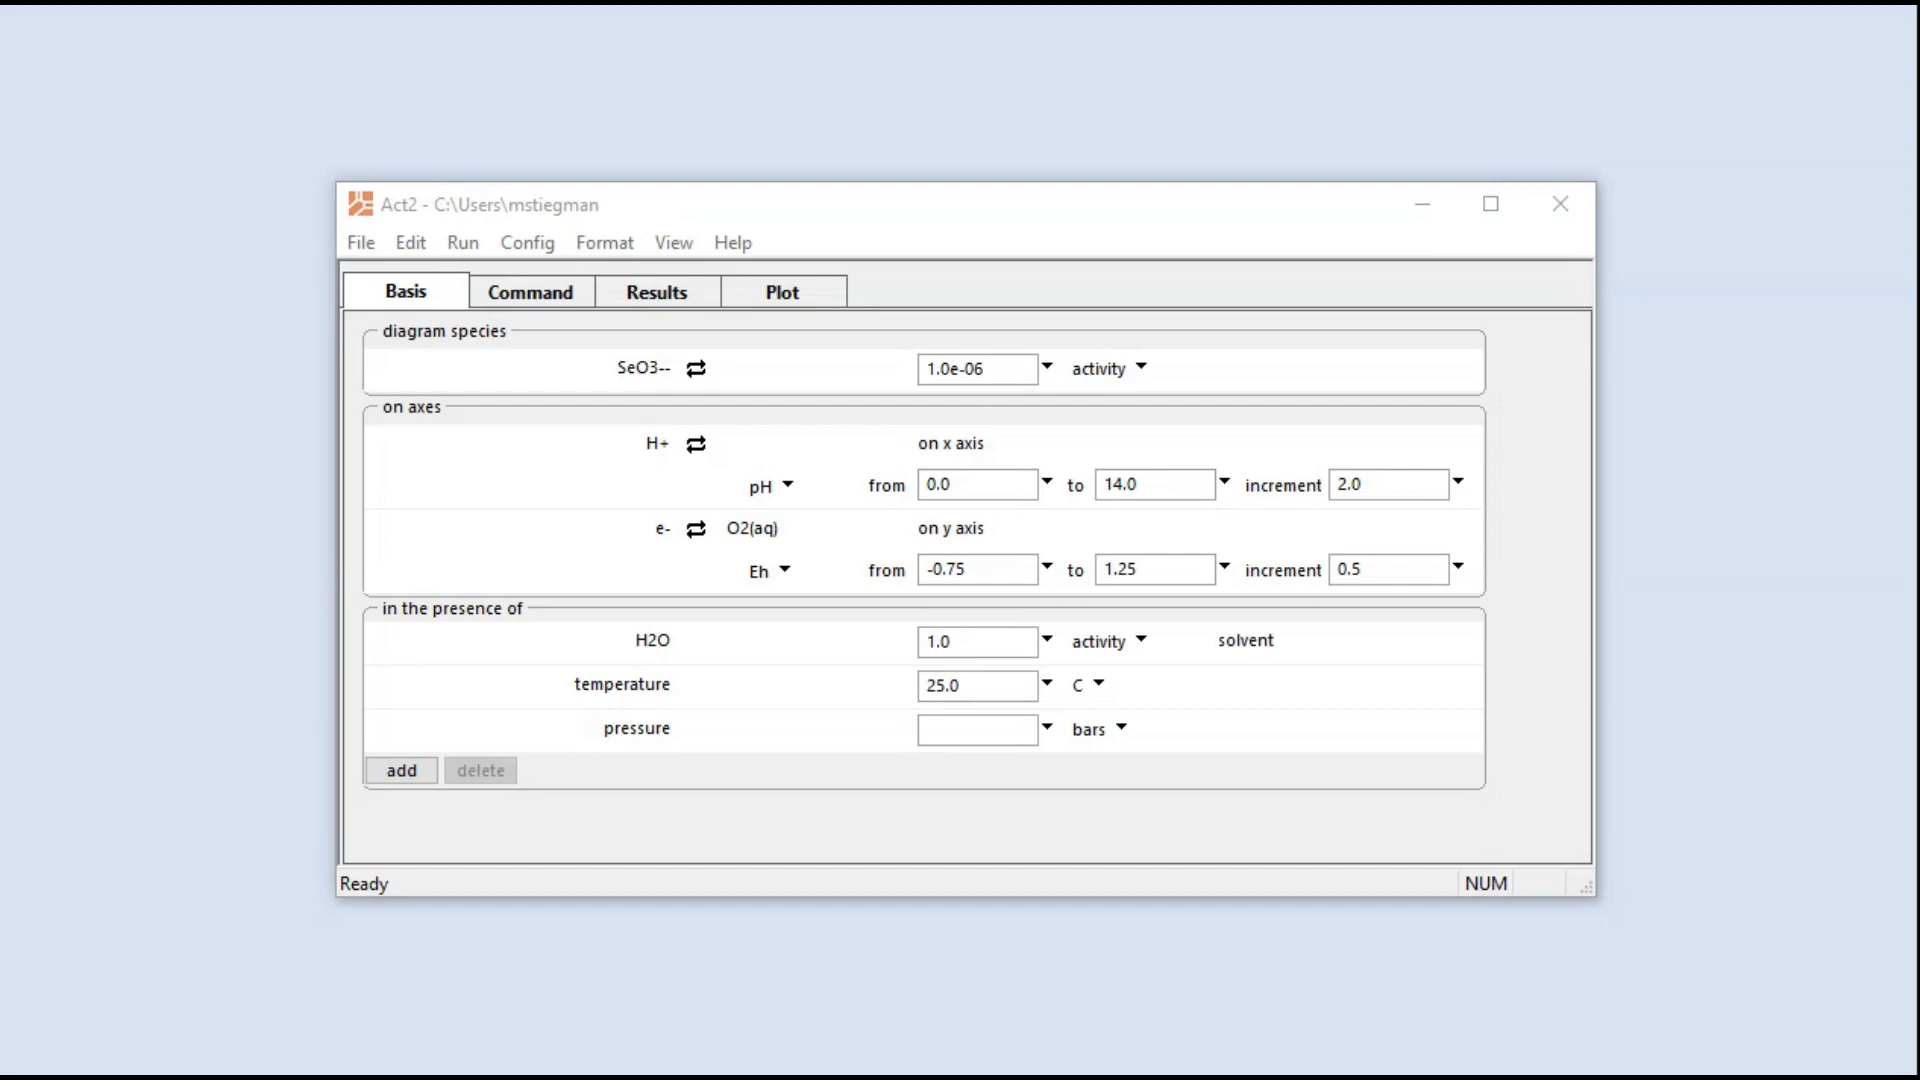 Act2 - C:\Users\mstiegman
File Edit Run Config Format View Help
Basis Command Results Plot
diagram species
SeO3-- 1.0e-06 activity
on axes
H+ on x axis
pH from 0.0 to 14.0 increment 2.0
e- O2(aq) on y axis
Eh from -0.75 to 1.25 increment 0.5
in the presence of
H2O 1.0 activity solvent
temperature 25.0 C
pressure bars
add delete
Ready NUM